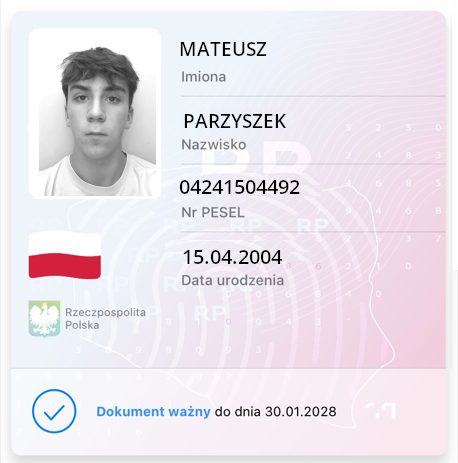 MATEUSZ
Imiona
PARZYSZEK
Nazwisko
04241504492
Nr PESEL
15.04.2004
Data urodzenia
Rzeczpospolita
Polska
Dokument ważny do dnia 30.01.2028